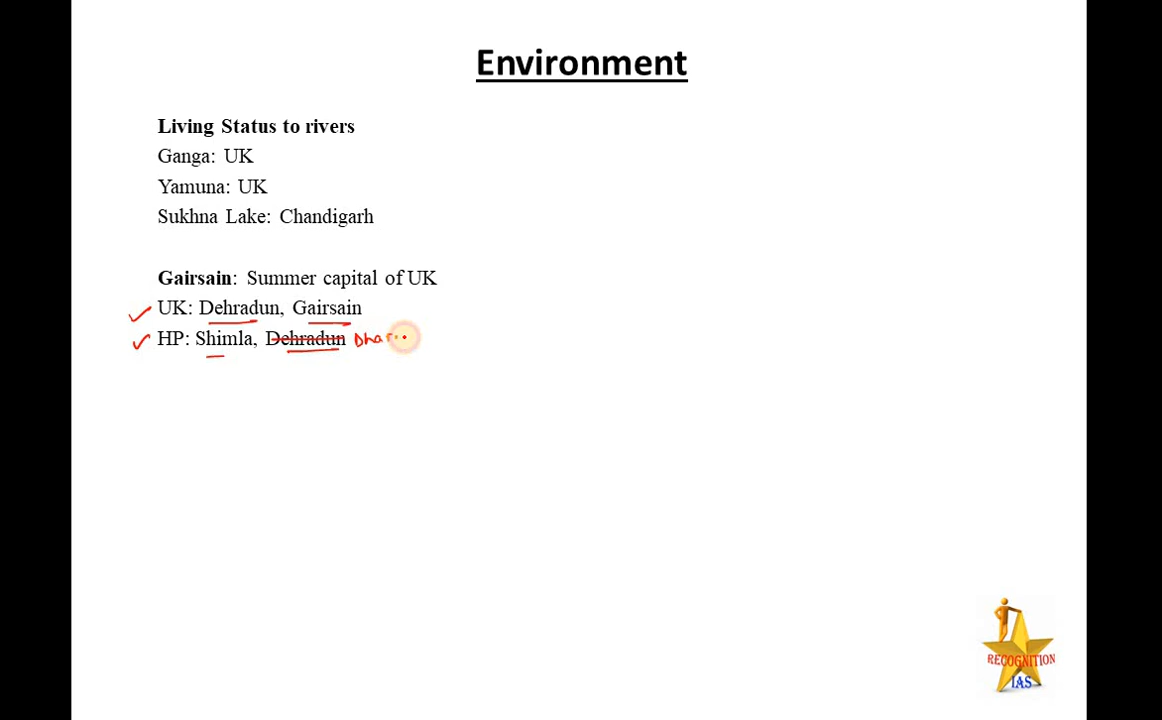 Environment
Living Status to rivers
Ganga: UK
Yamuna: UK
Sukhna Lake: Chandigarh
Gairsain: Summer capital of UK
UK: Dehradun, Gairsain
HP: Shimla, Dehradun Dhar
RECOGNITION
IAS